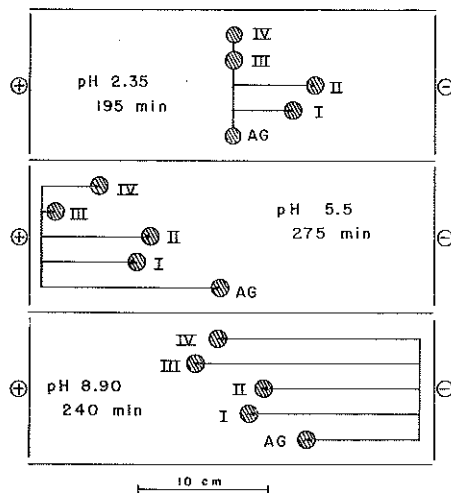 IV
III
pH 2.35
⊕ II ⊖
195 min
I
AG
IV
III
pH 5.5
⊕ II ⊖
275 min
I
AG
IV
III
⊕ pH 8.90 II ⊖
240 min
I
AG
10 cm